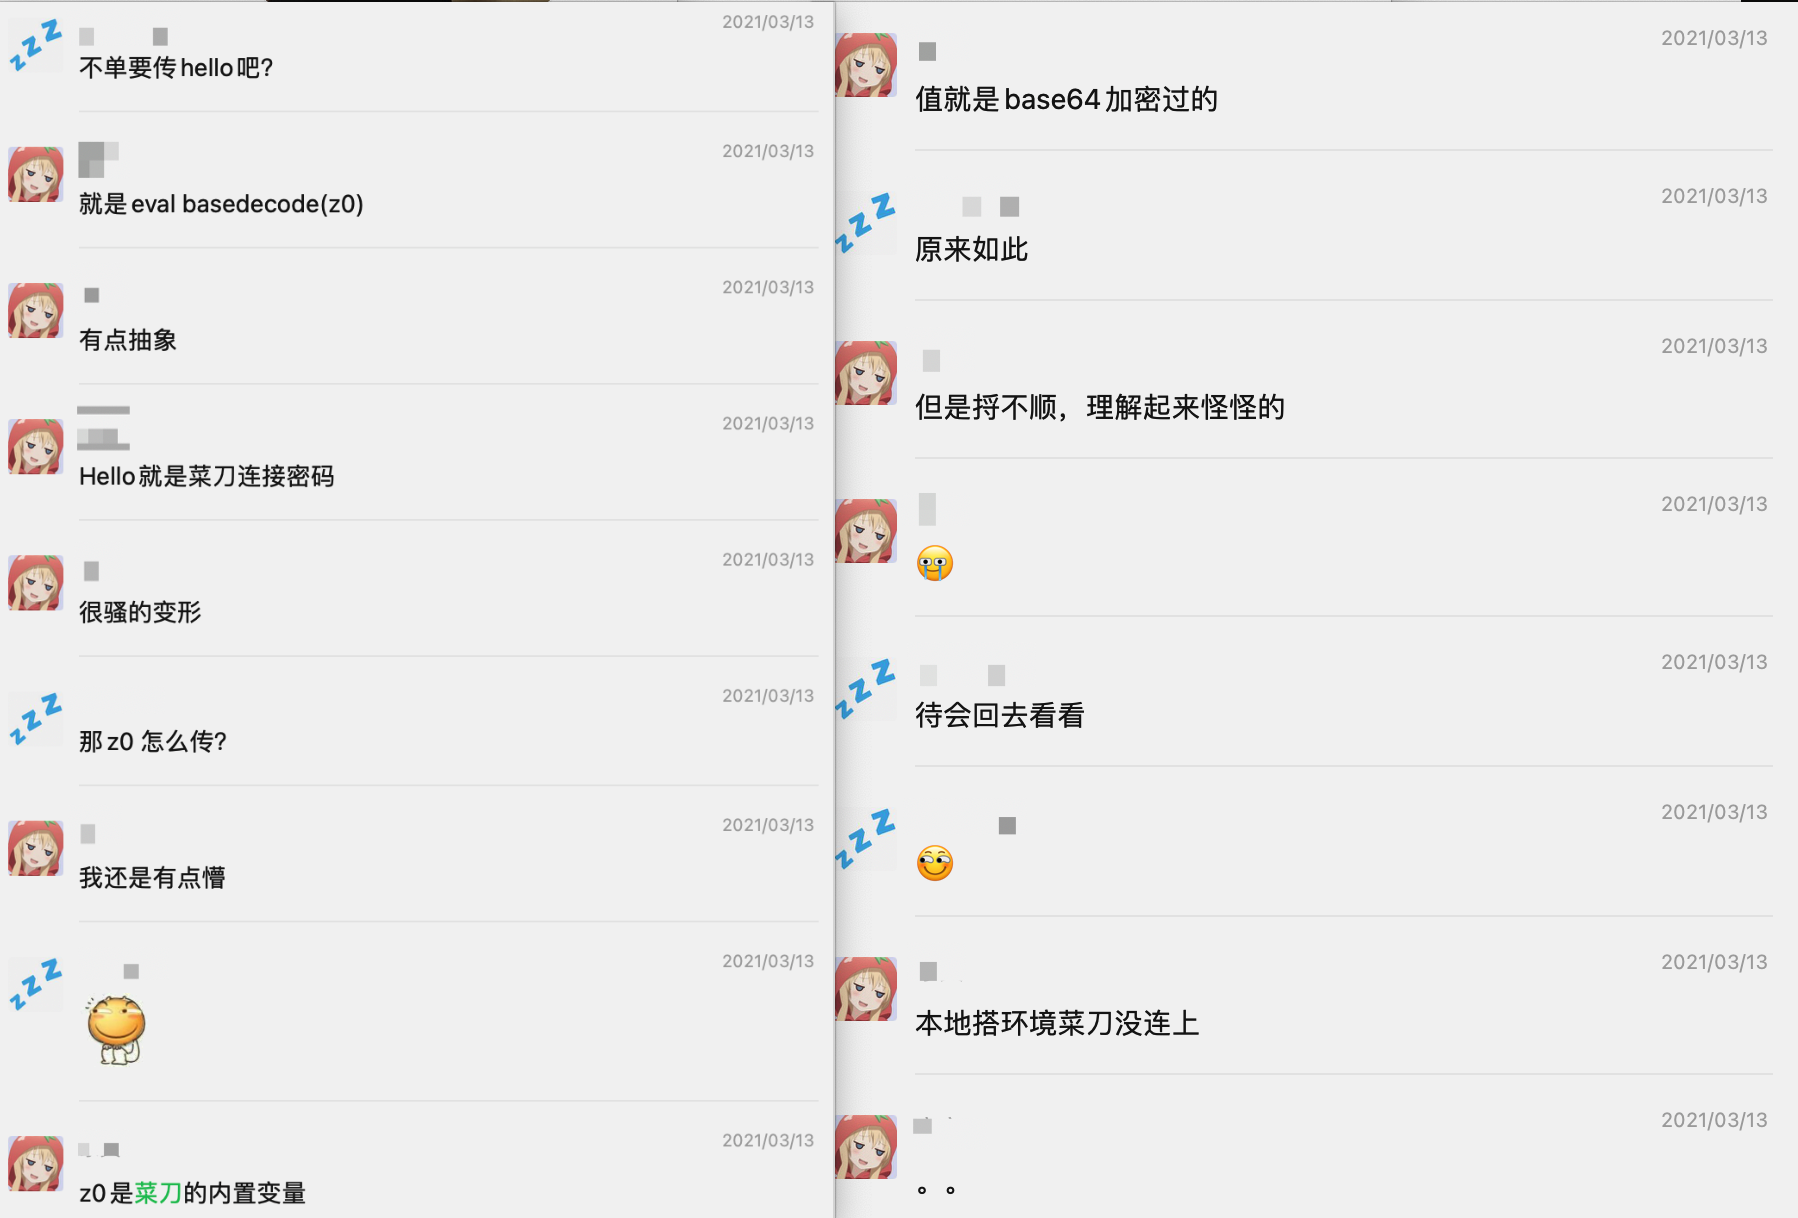 2021/03/13
不单要传hello吧?
2021/03/13
就是eval basedecode(z0)
2021/03/13
有点抽象
2021/03/13
Hello就是菜刀连接密码
2021/03/13
很骚的变形
2021/03/13
那z0 怎么传?
2021/03/13
我还是有点懵
2021/03/13
2021/03/13
z0是菜刀的内置变量
2021/03/13
值就是base64加密过的
2021/03/13
原来如此
2021/03/13
但是捋不顺，理解起来怪怪的
2021/03/13
2021/03/13
待会回去看看
2021/03/13
2021/03/13
本地搭环境菜刀没连上
2021/03/13
。。